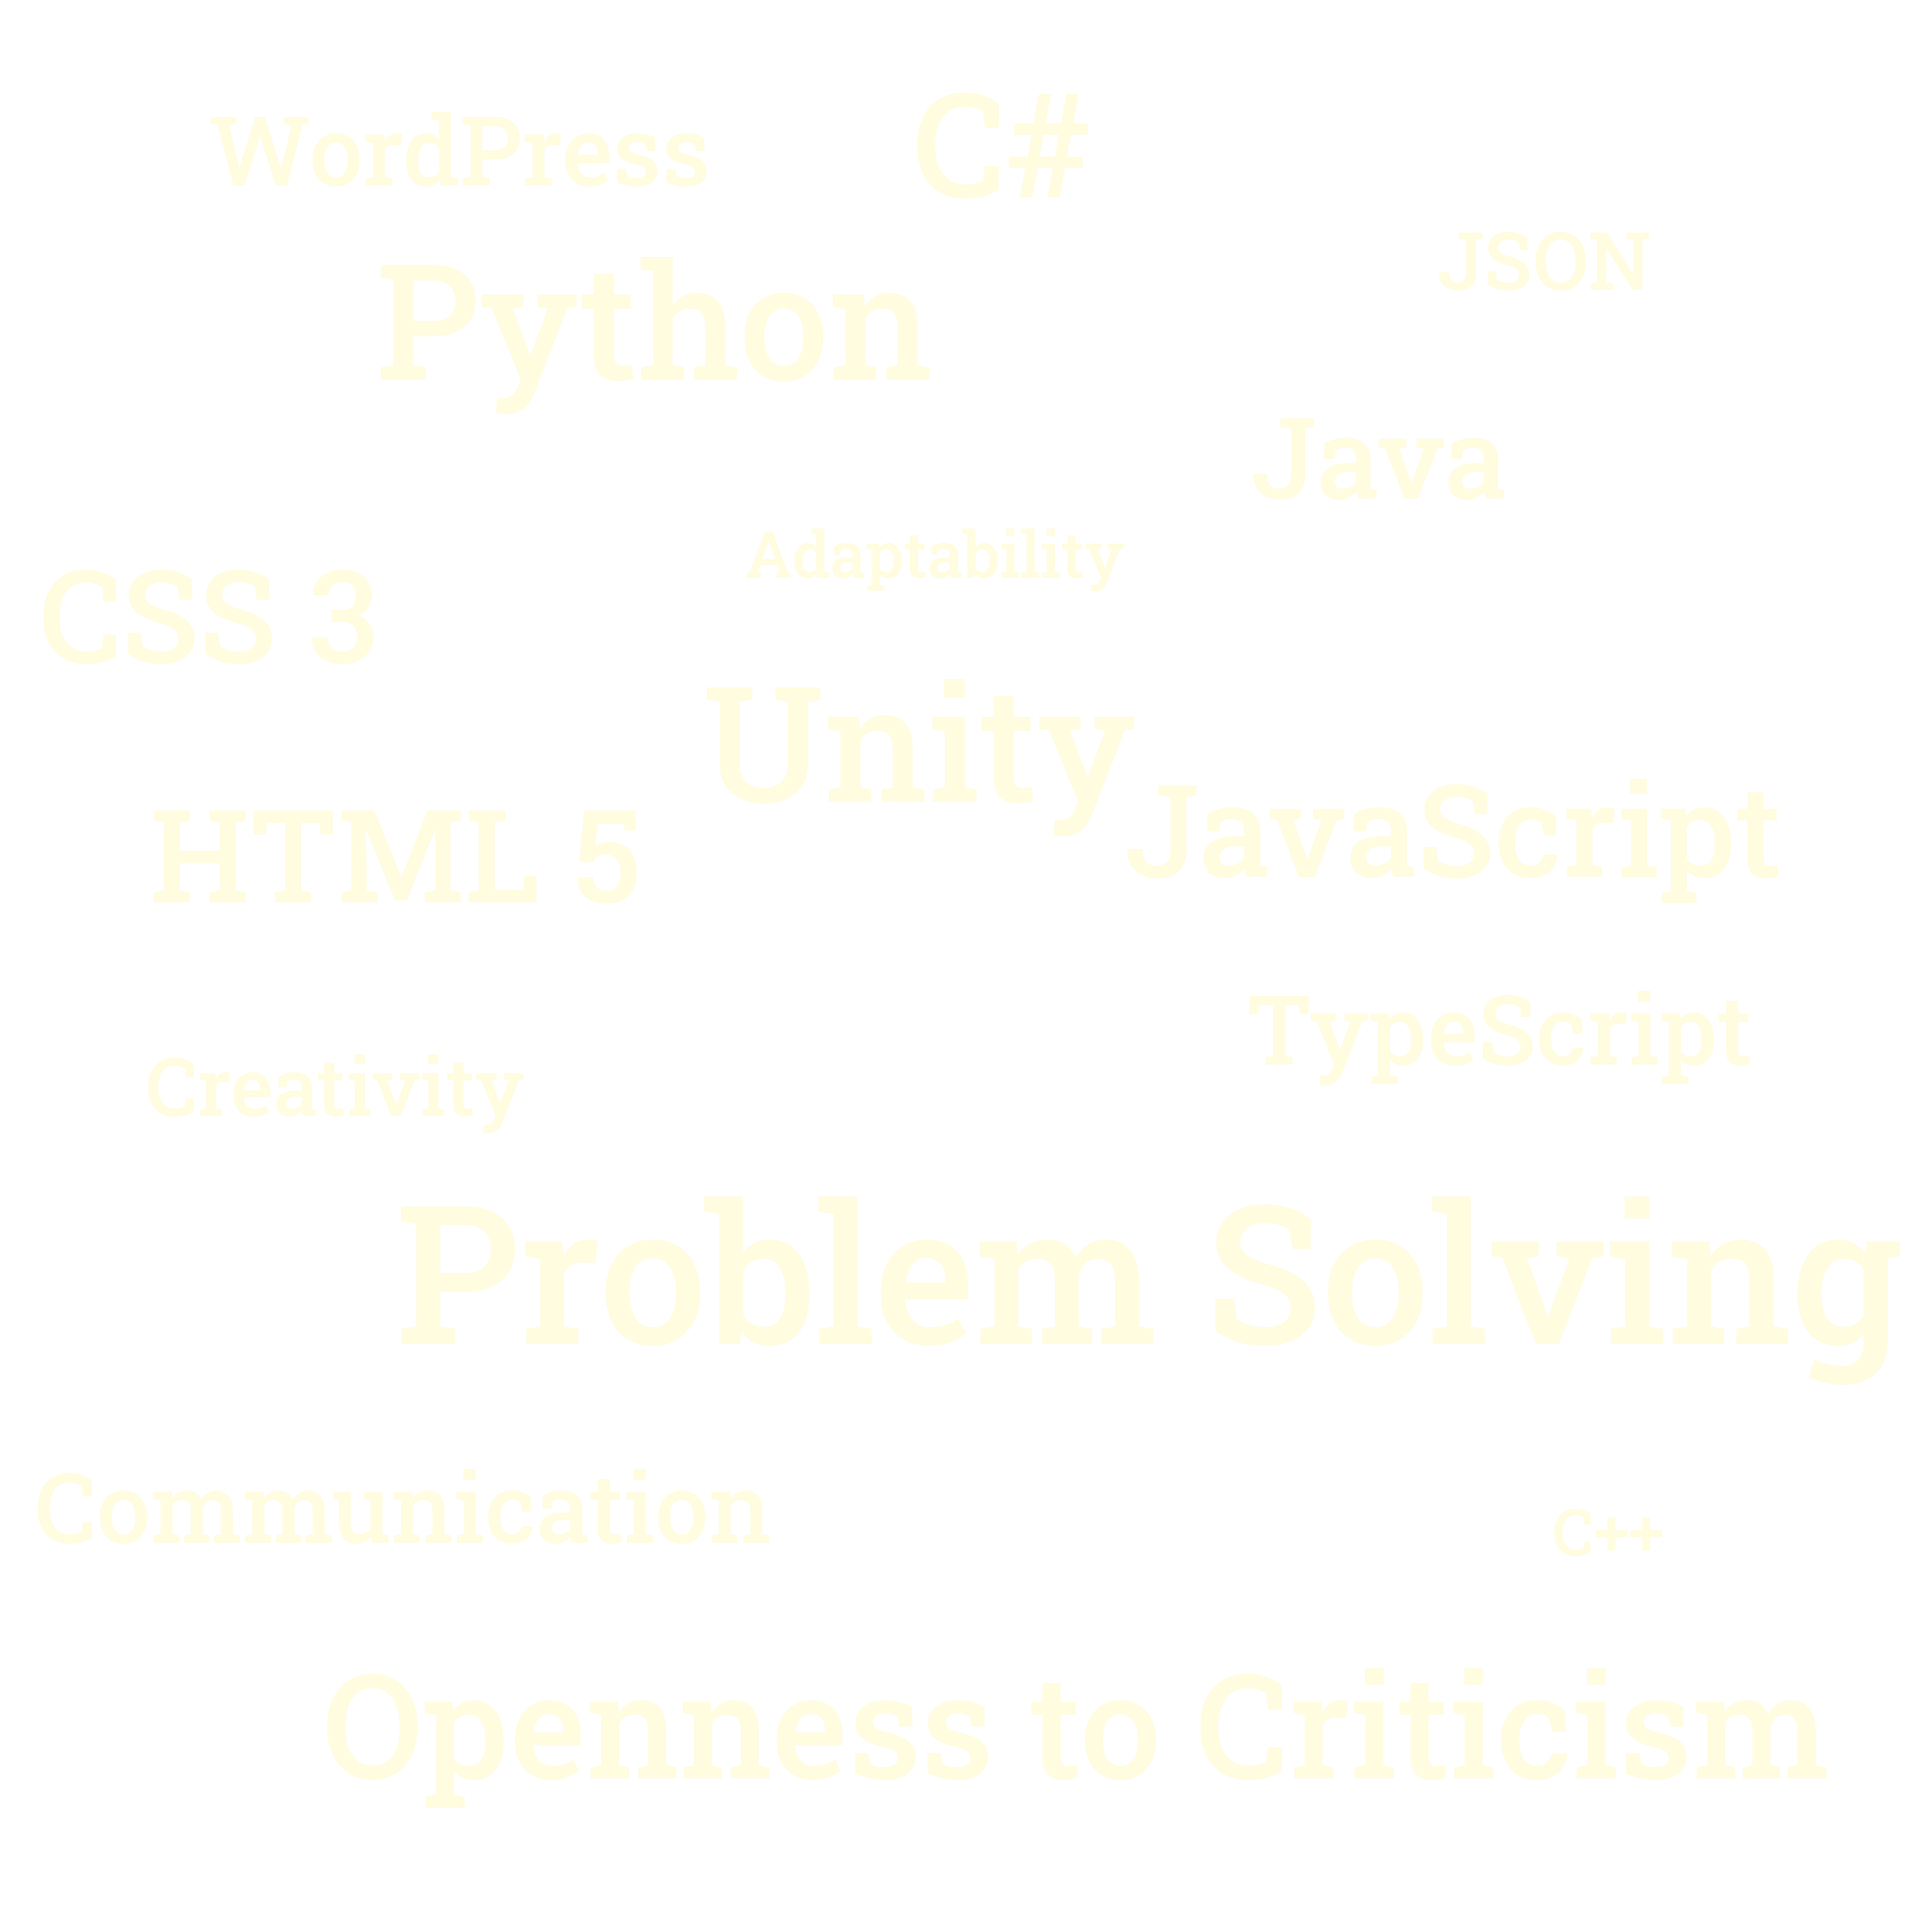 WordPress
C#
JSON
Python
Java
Adaptability
CSS 3
Unity
HTML 5
JavaScript
TypeScript
Creativity
Problem Solving
Communication
C++
Openness to Criticism